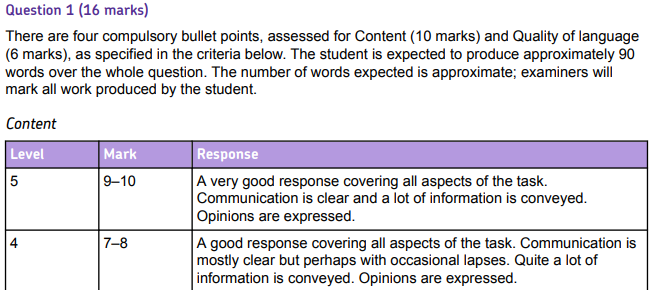 Question 1 (16 marks)
There are four compulsory bullet points, assessed for Content (10 marks) and Quality of language
(6 marks), as specified in the criteria below. The student is expected to produce approximately 90
words over the whole question. The number of words expected is approximate; examiners will
mark all work produced by the student.
Content
Level Mark Response
5 9–10 A very good response covering all aspects of the task.
Communication is clear and a lot of information is conveyed.
Opinions are expressed.
4 7–8 A good response covering all aspects of the task. Communication is
mostly clear but perhaps with occasional lapses. Quite a lot of
information is conveyed. Opinions are expressed.